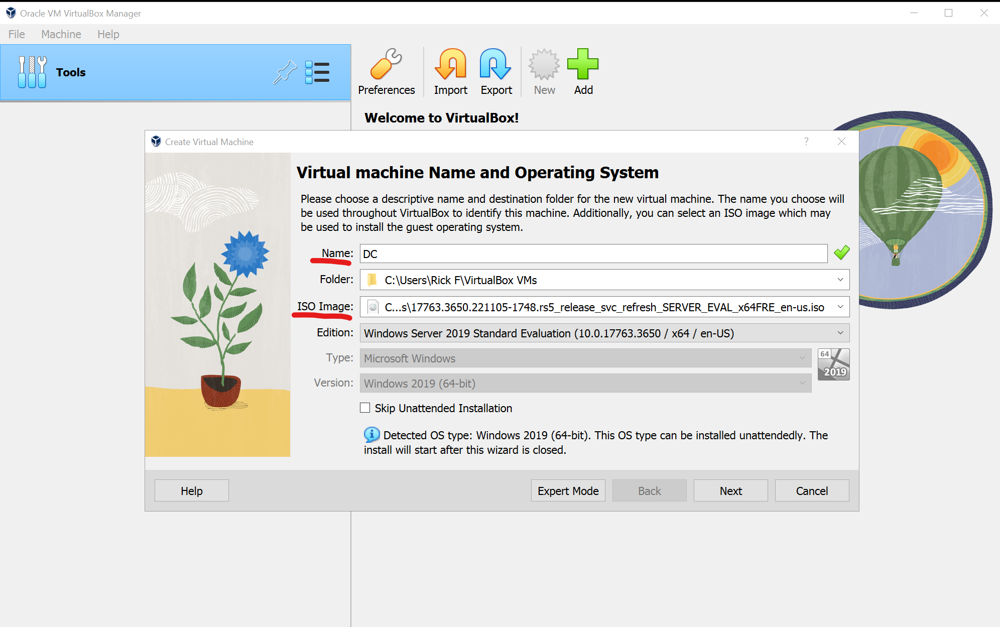 Oracle VM VirtualBox Manager
File Machine Help
Tools
Preferences Import Export New Add
Welcome to VirtualBox!
Create Virtual Machine ?
Virtual machine Name and Operating System
Please choose a descriptive name and destination folder for the new virtual machine. The name you choose will
be used throughout VirtualBox to identify this machine. Additionally, you can select an ISO image which may
be used to install the guest operating system.
Name: DC
Folder: C:\Users\Rick F\VirtualBox VMs
ISO Image: C...s\17763.3650.221105-1748.rs5_release_svc_refresh_SERVER_EVAL_x64FRE_en-us.iso
Edition: Windows Server 2019 Standard Evaluation (10.0.17763.3650 / x64 / en-US)
Type: Microsoft Windows
64
2019
Version: Windows 2019 (64-bit)
Skip Unattended Installation
Detected OS type: Windows 2019 (64-bit). This OS type can be installed unattendedly. The
install will start after this wizard is closed.
Help Expert Mode Back Next Cancel